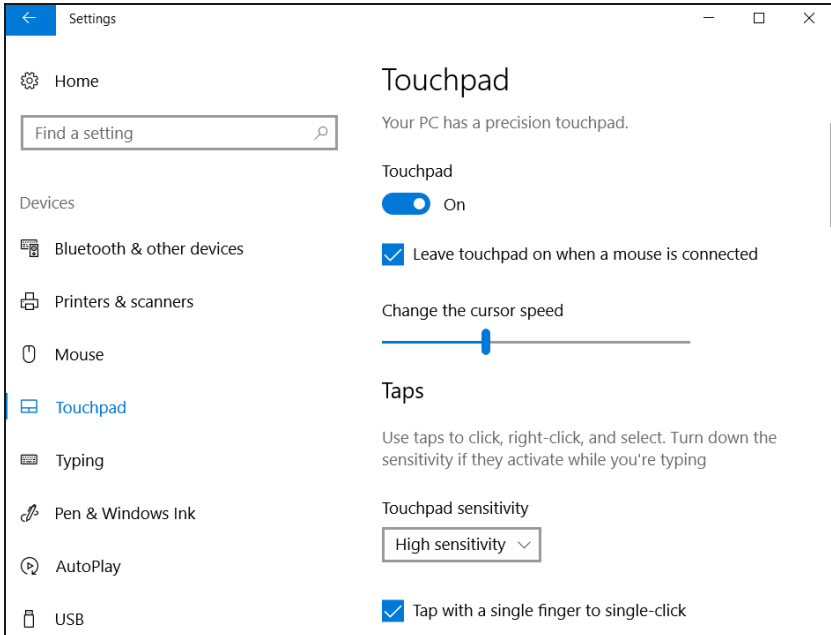 Settings
Home
Find a setting
Devices
Bluetooth & other devices
Printers & scanners
Mouse
Touchpad
Typing
Pen & Windows Ink
AutoPlay
USB
Touchpad
Your PC has a precision touchpad.
Touchpad
On
Leave touchpad on when a mouse is connected
Change the cursor speed
Taps
Use taps to click, right-click, and select. Turn down the
sensitivity if they activate while you're typing
Touchpad sensitivity
High sensitivity
Tap with a single finger to single-click